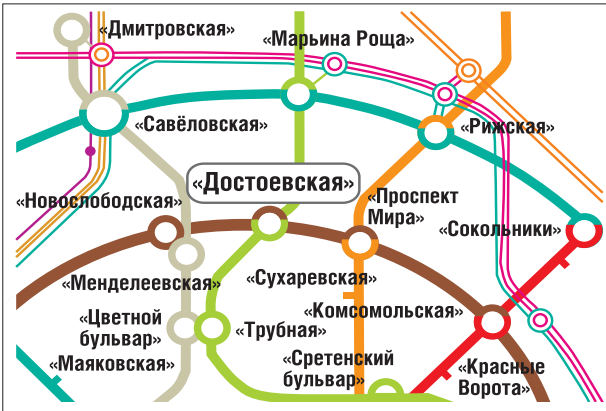 «Дмитровская»
«Марьина Роща»
«Савёловская»
«Рижская»
«Достоевская»
«Новослободская»
«Проспект
Мира»
«Сокольники»
«Менделеевская»
«Сухаревская»
«Комсомольская»
«Цветной
бульвар»
«Трубная»
«Маяковская»
«Сретенский
бульвар»
«Красные
Ворота»